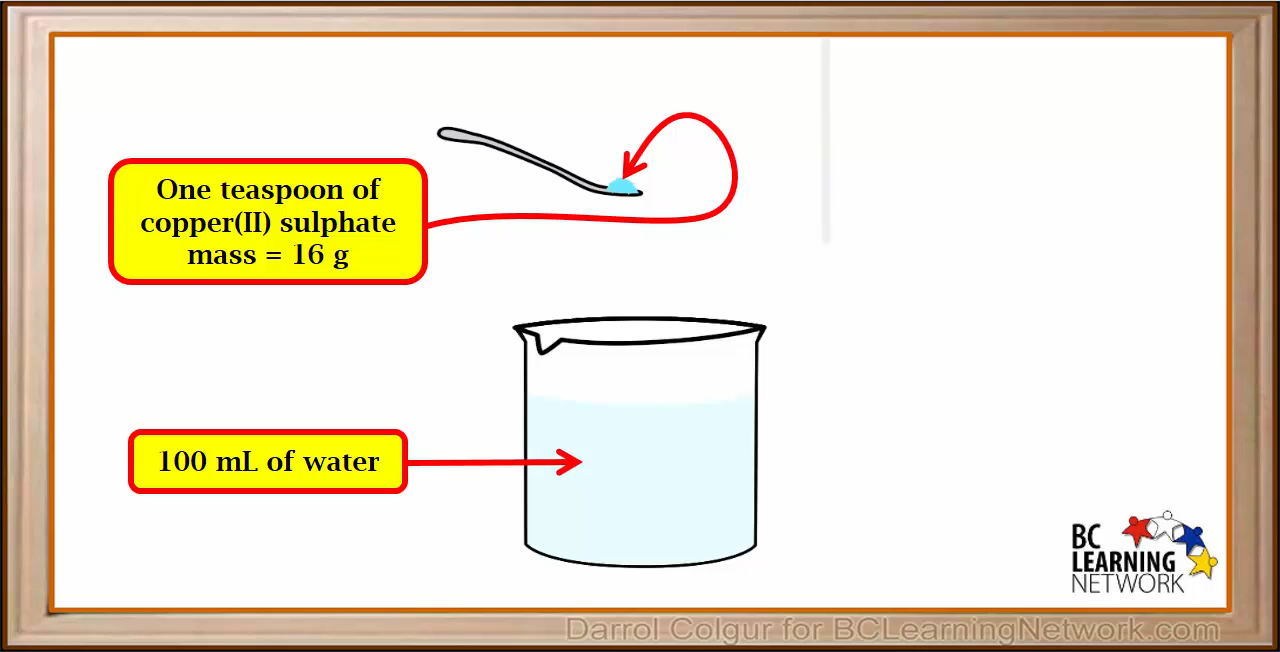 One teaspoon of
copper(II) sulphate
mass = 16 g
100 mL of water
BC
LEARNING
NETWORK
Darrol Colgur for BCLearningNetwork.com